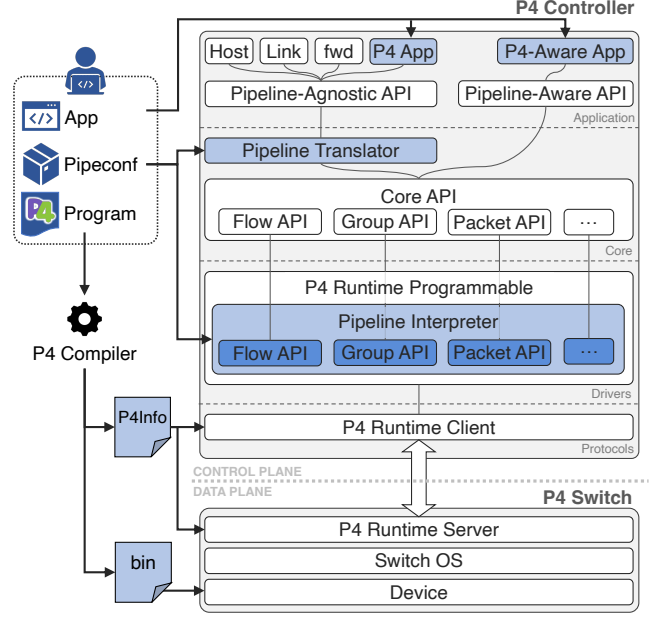 P4 Controller
Host
Link
fwd
P4 App
P4-Aware App
</>
App
Pipeline-Agnostic API
Pipeline-Aware API
Application
Pipeconf
Pipeline Translator
P4
Program
Core API
Flow API
Group API
Packet API
...
Core
P4 Runtime Programmable
Pipeline Interpreter
Flow API
Group API
Packet API
...
P4 Compiler
Drivers
P4Info
P4 Runtime Client
Protocols
CONTROL PLANE
DATA PLANE
P4 Switch
P4 Runtime Server
Switch OS
bin
Device